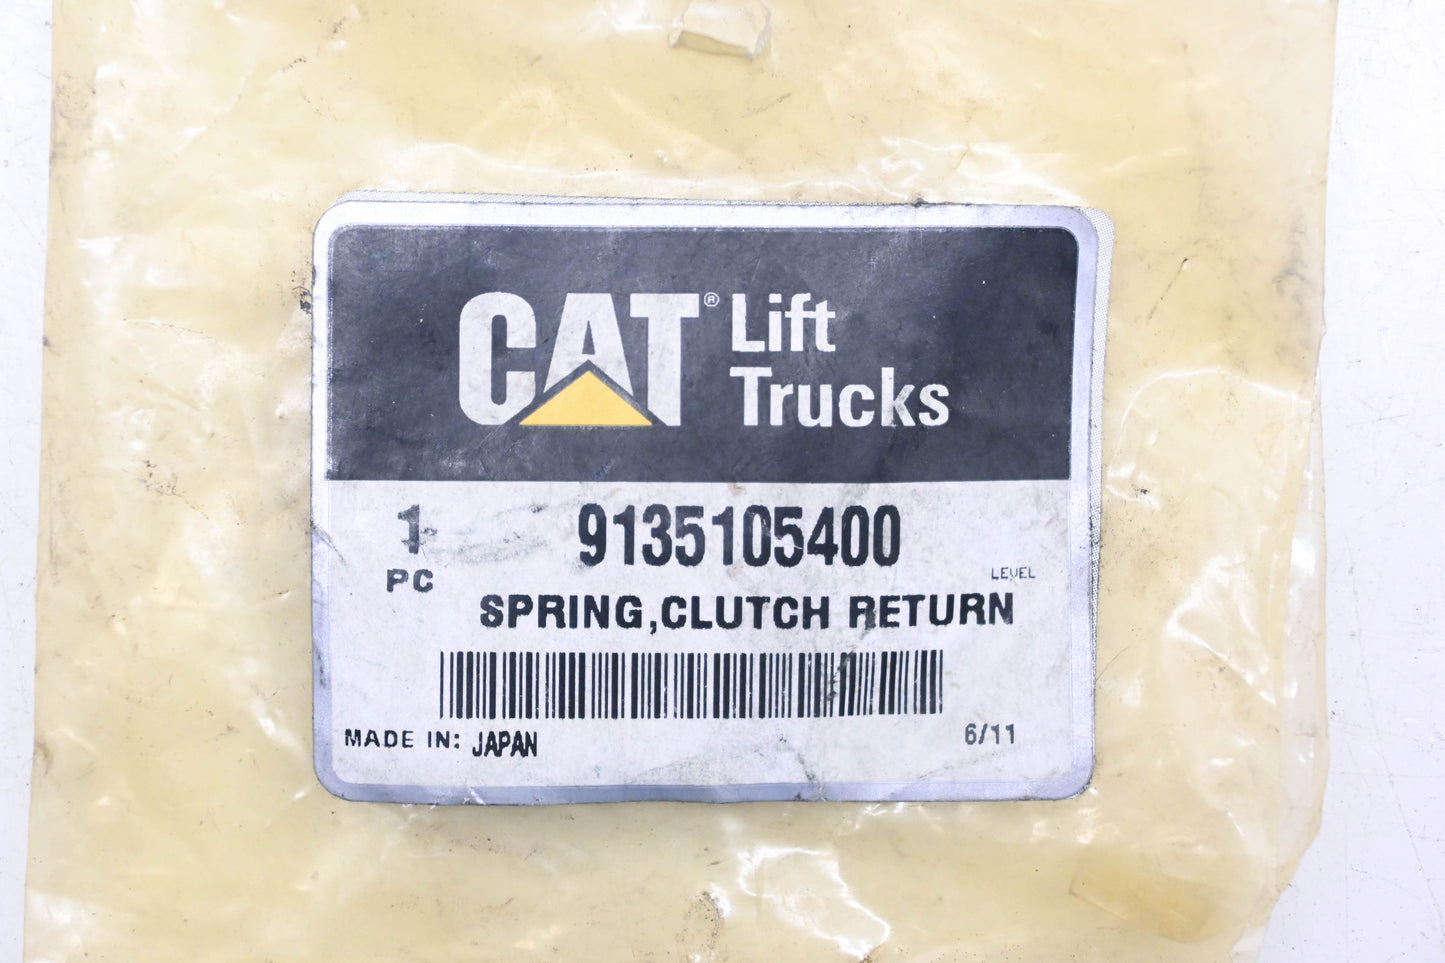 CAT® Lift
Trucks
1
PC
9135105400
LEVEL
SPRING,CLUTCH RETURN
MADE IN: JAPAN
6/11